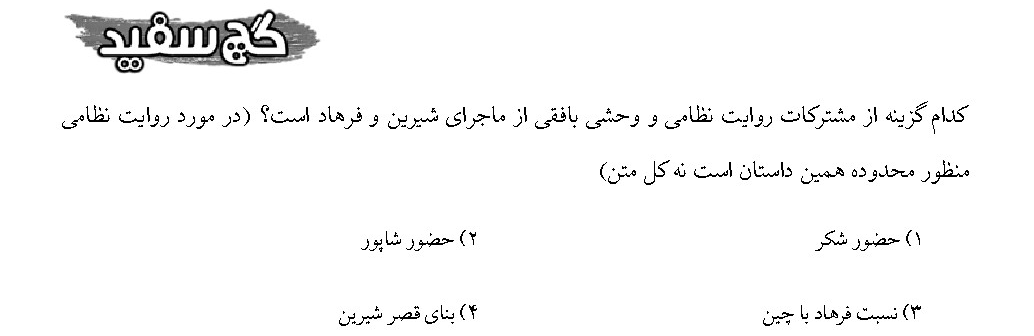 گچ سفید
کدام گزینه از مشترکات روایت نظامی و وحشی بافقی از ماجرای شیرین و فرهاد است؟ (در مورد روایت نظامی
منظور محدوده همین داستان است نه کل متن)
۱) حضور شکر ۲) حضور شاپور
۳) نسبت فرهاد با چین ۴) بنای قصر شیرین